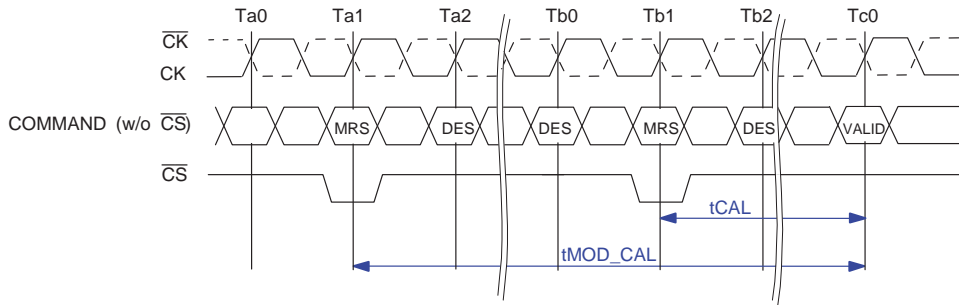 Ta0 Ta1 Ta2 Tb0 Tb1 Tb2 Tc0
CK
CK
COMMAND (w/o CS) MRS DES DES MRS DES VALID
CS
tCAL
tMOD_CAL